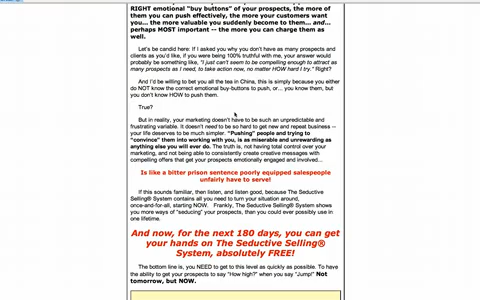 RIGHT emotional “buy buttons” of your prospects, the more of
them you can push effectively, the more your customers want
you... the more valuable you suddenly become to them... and...
perhaps MOST important -- the more you can charge them as
well.
Let’s be candid here: If I asked you why you don’t have as many prospects and
clients as you’d like, if you were being 100% truthful with me, your answer would
probably be something like, “I just can’t seem to be compelling enough to attract as
many prospects as I need, to take action now, no matter HOW hard I try.” Right?
And I’d be willing to bet you all the tea in China, this is simply because you either
do NOT know the correct emotional buy-buttons to push, or... you know them, but
you don’t know HOW to push them.
True?
But in reality, your marketing doesn’t have to be such an unpredictable and
frustrating variable. It doesn’t need to be so hard to get new and repeat business --
your life deserves to be much simpler. “Pushing” people and trying to
“convince” them into working with you, is as miserable and unrewarding as
anything else you will ever do. The truth is, not having total control over your
marketing, and not being able to consistently create creative messages with
compelling offers that get your prospects emotionally engaged and involved...
Is like a bitter prison sentence poorly equipped salespeople
unfairly have to serve!
If this sounds familiar, then listen, and listen good, because The Seductive
Selling® System contains all you need to turn your situation around,
once-and-for-all, starting NOW. Frankly, The Seductive Selling® System shows
you more ways of “seducing” your prospects, than you could ever possibly use in
one lifetime.
And now, for the next 180 days, you can get
your hands on The Seductive Selling®
System, absolutely FREE!
The bottom line is, you NEED to get to this level as quickly as possible. To have
the ability to get your prospects to say “How high?” when you say “Jump!” Not
tomorrow, but NOW.